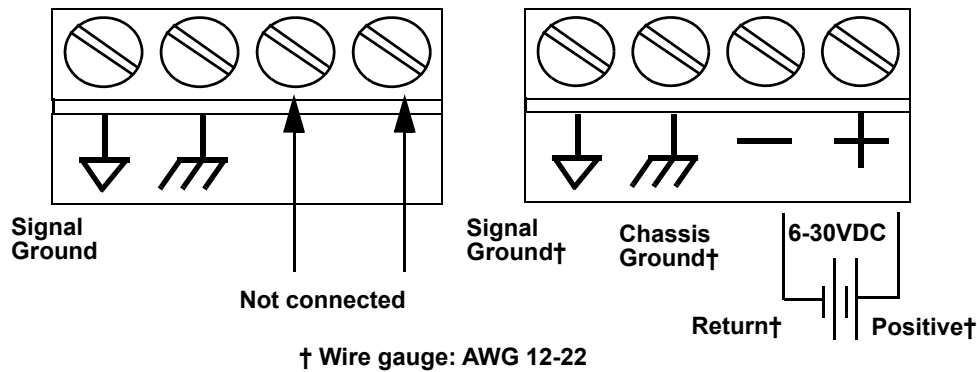 Signal
Ground
Not connected
Signal
Ground†
Chassis
Ground†
6-30VDC
Return†
Positive†
† Wire gauge: AWG 12-22